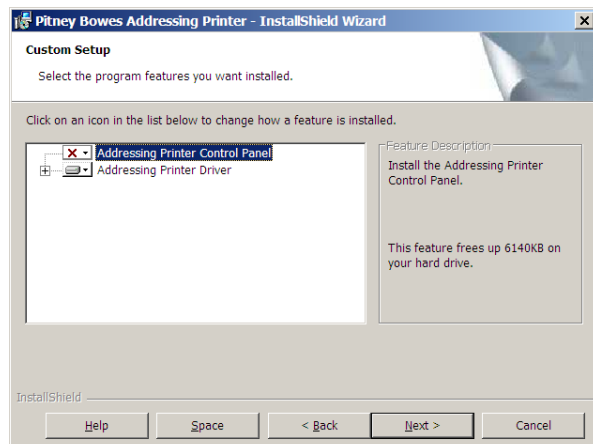 Pitney Bowes Addressing Printer - InstallShield Wizard
Custom Setup
Select the program features you want installed.
Click on an icon in the list below to change how a feature is installed.
Addressing Printer Control Panel
Addressing Printer Driver
Feature Description
Install the Addressing Printer
Control Panel.
This feature frees up 6140KB on
your hard drive.
InstallShield
Help
Space
< Back
Next >
Cancel